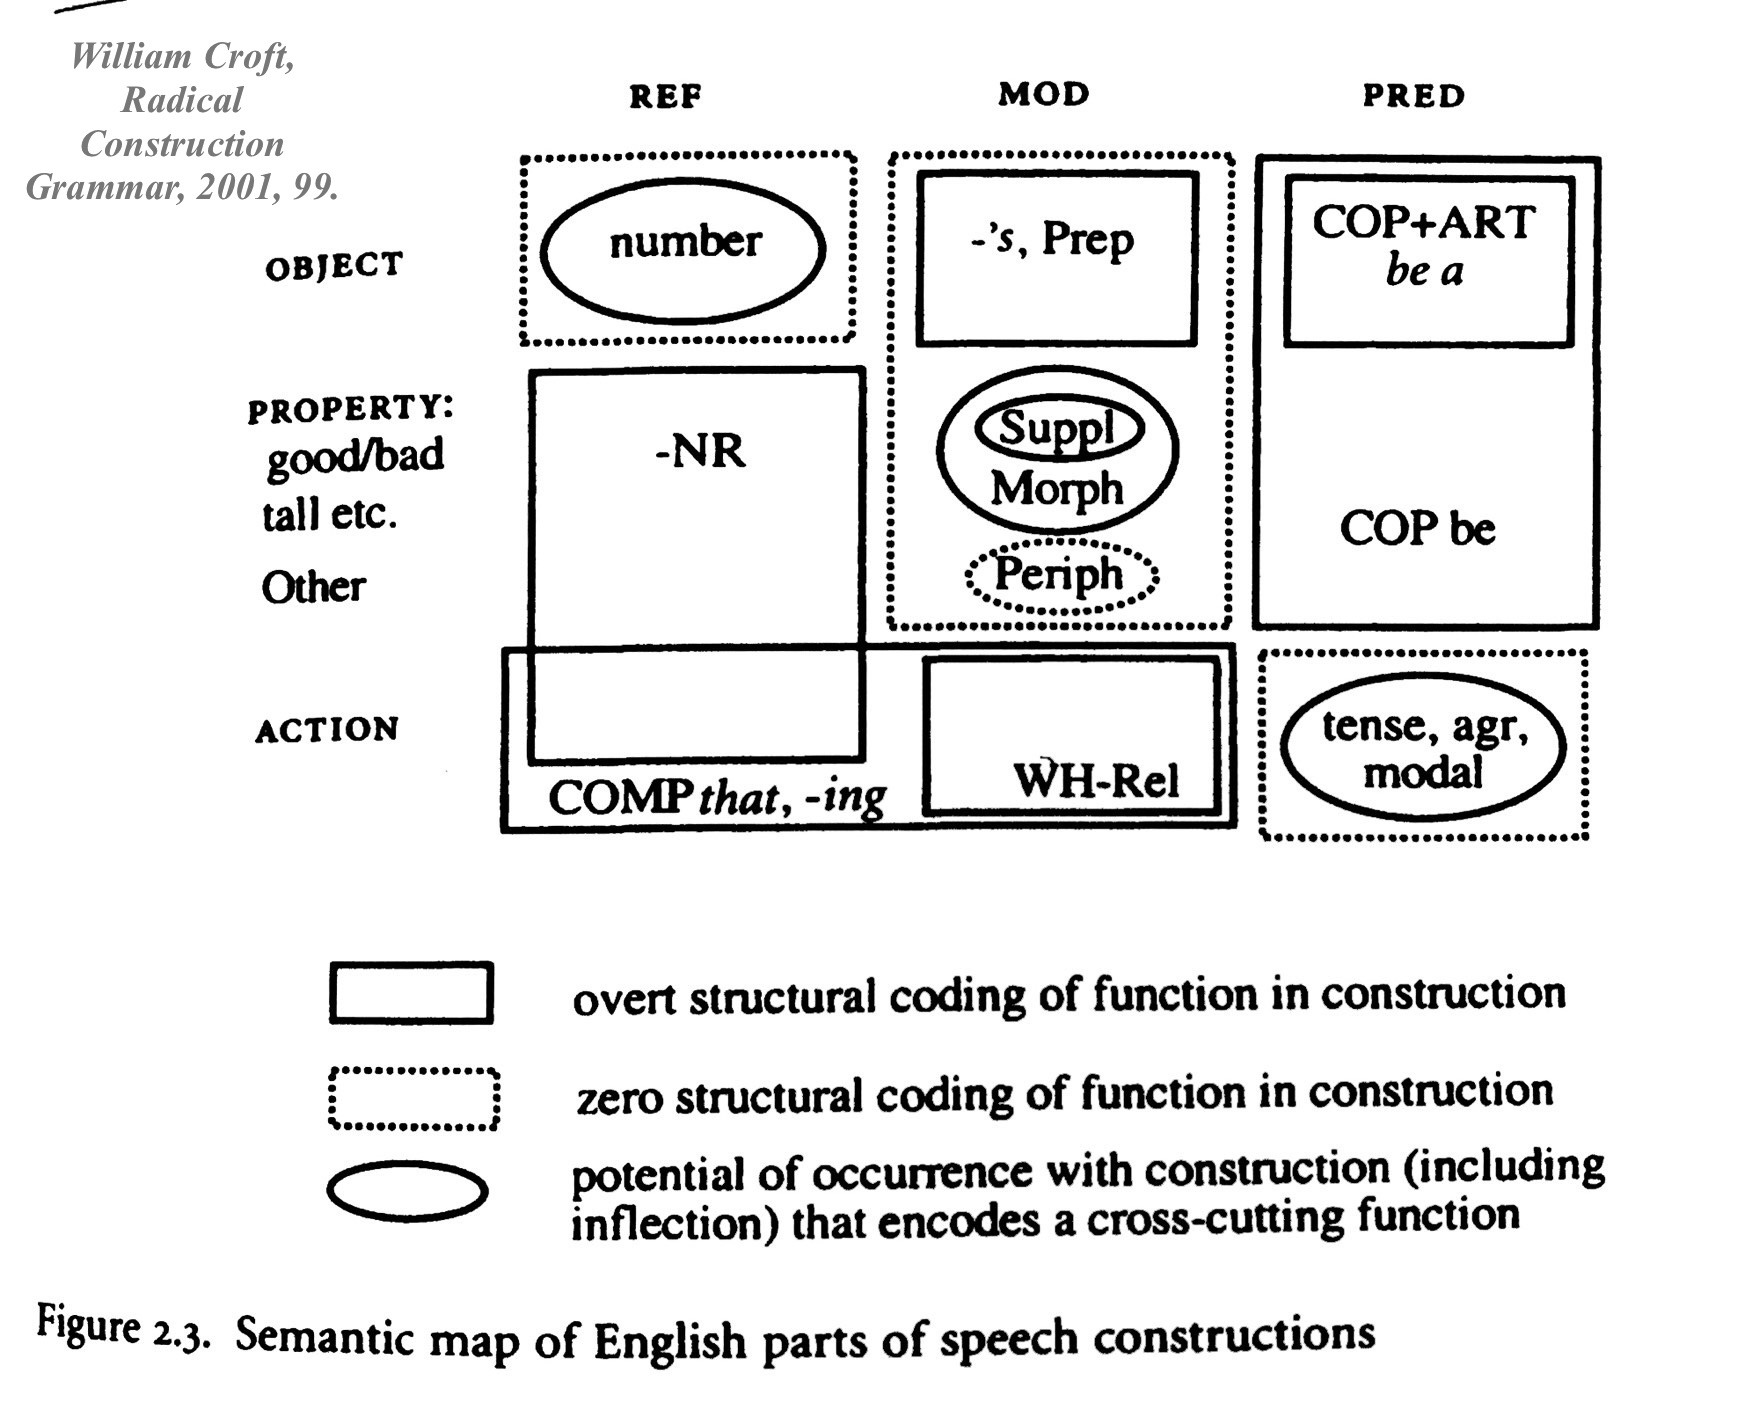 William Croft,
Radical
Construction
Grammar, 2001, 99.
REF MOD PRED
OBJECT
number
-'s, Prep
COP+ART
be a
PROPERTY:
good/bad
tall etc.
Other
-NR
Suppl
Morph
Periph
COP be
ACTION
COMP that, -ing
WH-Rel
tense, agr,
modal
overt structural coding of function in construction
zero structural coding of function in construction
potential of occurrence with construction (including
inflection) that encodes a cross-cutting function
Figure 2.3. Semantic map of English parts of speech constructions